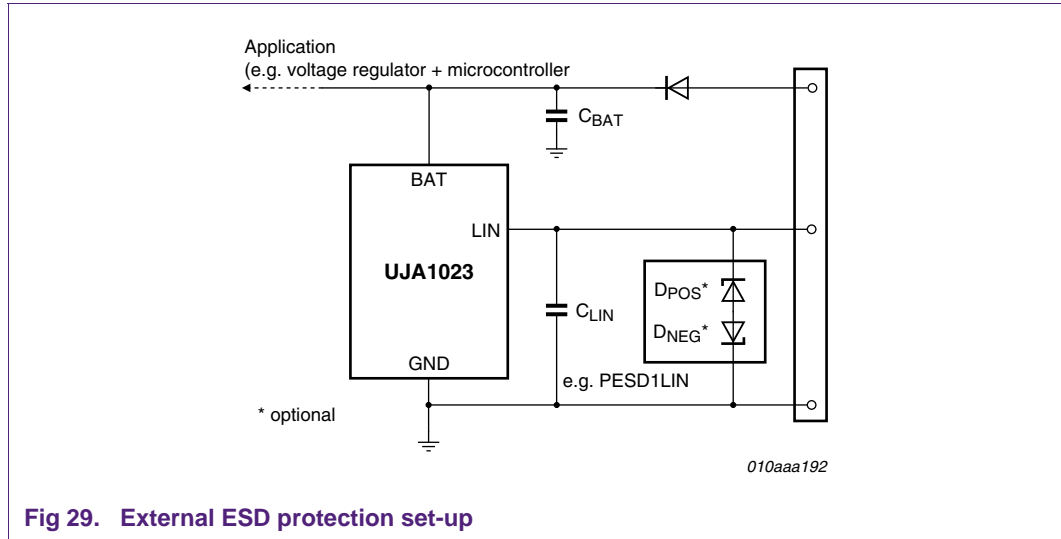 Application
(e.g. voltage regulator + microcontroller
CBAT
BAT
LIN
UJA1023
DPOS*
CLIN
DNEG*
GND
e.g. PESD1LIN
* optional
010aaa192
Fig 29. External ESD protection set-up